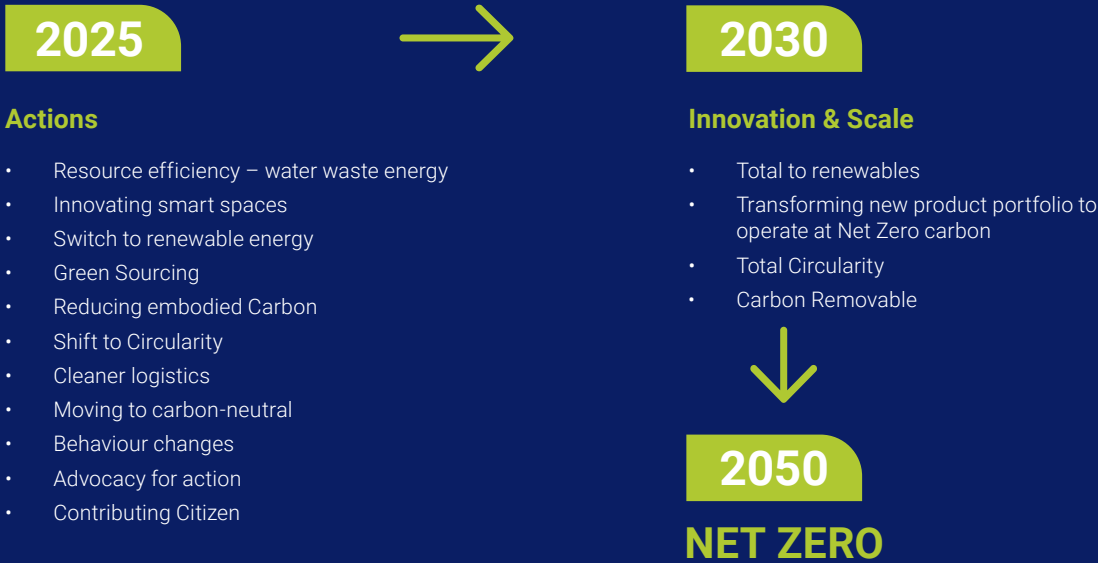 2025
Actions
• Resource efficiency – water waste energy
• Innovating smart spaces
• Switch to renewable energy
• Green Sourcing
• Reducing embodied Carbon
• Shift to Circularity
• Cleaner logistics
• Moving to carbon-neutral
• Behaviour changes
• Advocacy for action
• Contributing Citizen
2030
Innovation & Scale
• Total to renewables
• Transforming new product portfolio to
operate at Net Zero carbon
• Total Circularity
• Carbon Removable
2050
NET ZERO